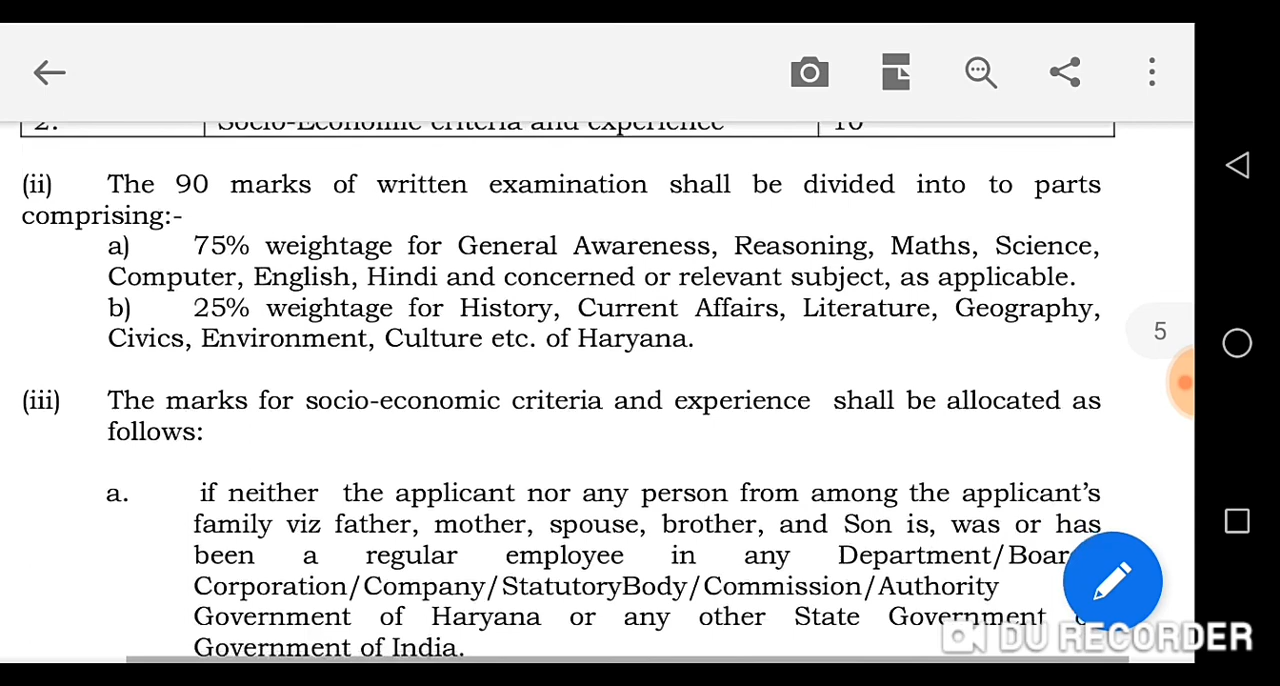 2. Socio-Economic criteria and experience 10
(ii) The 90 marks of written examination shall be divided into to parts
comprising:-
a) 75% weightage for General Awareness, Reasoning, Maths, Science,
Computer, English, Hindi and concerned or relevant subject, as applicable.
b) 25% weightage for History, Current Affairs, Literature, Geography,
Civics, Environment, Culture etc. of Haryana.
5
(iii) The marks for socio-economic criteria and experience shall be allocated as
follows:
a. if neither the applicant nor any person from among the applicant's
family viz father, mother, spouse, brother, and Son is, was or has
been a regular employee in any Department/Boar
Corporation/Company/StatutoryBody/Commission/Authority
Government of Haryana or any other State Government
Government of India.
DU RECORDER